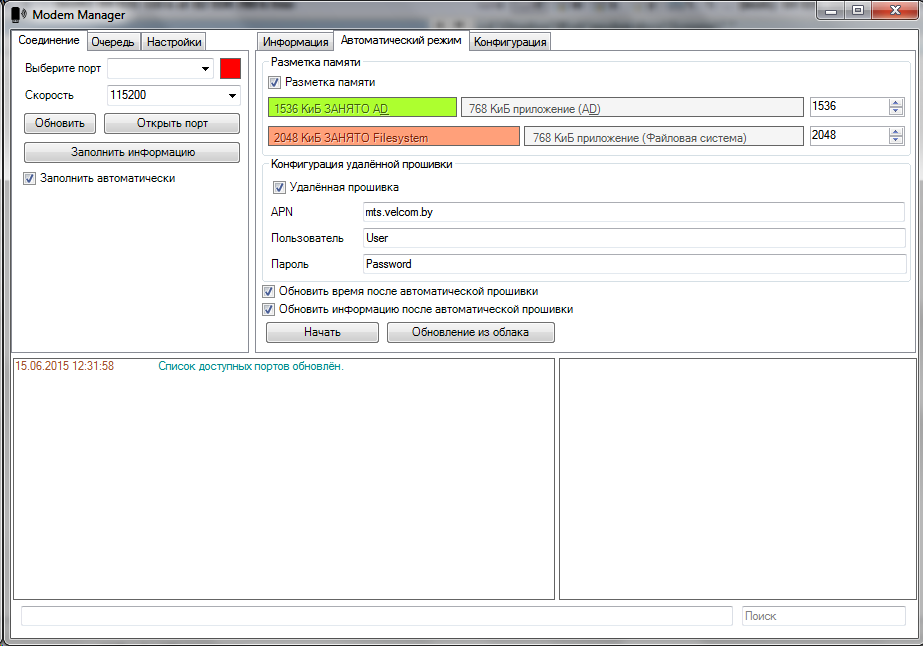 Modem Manager
Соединение Очередь Настройки
Выберите порт
Скорость 115200
Обновить Открыть порт
Заполнить информацию
Заполнить автоматически
Информация Автоматический режим Конфигурация
Разметка памяти
Разметка памяти
1536 КиБ ЗАНЯТО AD 768 КиБ приложение (AD) 1536
2048 КиБ ЗАНЯТО Filesystem 768 КиБ приложение (Файловая система) 2048
Конфигурация удалённой прошивки
Удалённая прошивка
APN mts.velcom.by
Пользователь User
Пароль Password
Обновить время после автоматической прошивки
Обновить информацию после автоматической прошивки
Начать Обновление из облака
15.06.2015 12:31:58 Список доступных портов обновлён.
Поиск